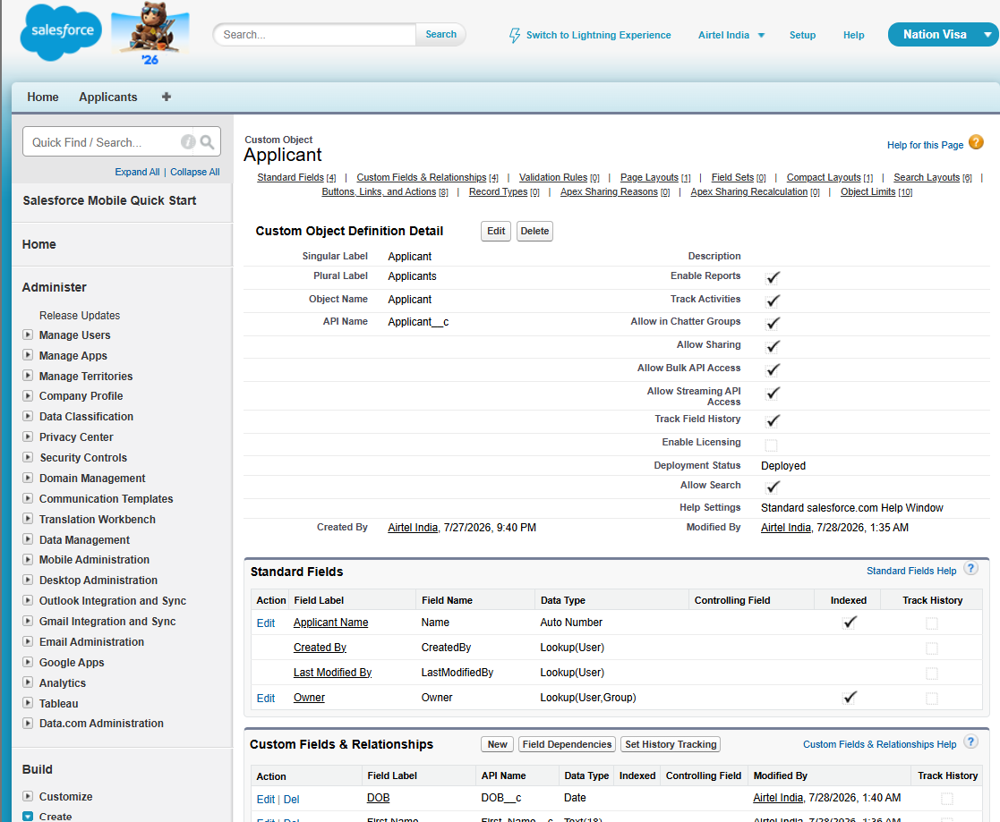 salesforce
'26
Search... Search
Switch to Lightning Experience Airtel India Setup Help Nation Visa
Home Applicants +
Quick Find / Search...
Expand All | Collapse All
Salesforce Mobile Quick Start
Home
Administer
Release Updates
Manage Users
Manage Apps
Manage Territories
Company Profile
Data Classification
Privacy Center
Security Controls
Domain Management
Communication Templates
Translation Workbench
Data Management
Mobile Administration
Desktop Administration
Outlook Integration and Sync
Gmail Integration and Sync
Email Administration
Google Apps
Analytics
Tableau
Data.com Administration
Build
Customize
Create
Custom Object
Applicant
Help for this Page ?
Standard Fields [4] | Custom Fields & Relationships [4] | Validation Rules [0] | Page Layouts [1] | Field Sets [0] | Compact Layouts [1] | Search Layouts [6] |
Buttons, Links, and Actions [8] | Record Types [0] | Apex Sharing Reasons [0] | Apex Sharing Recalculation [0] | Object Limits [10]
Custom Object Definition Detail Edit Delete
Singular Label Applicant Description
Plural Label Applicants Enable Reports
Object Name Applicant Track Activities
API Name Applicant__c Allow in Chatter Groups
Allow Sharing
Allow Bulk API Access
Allow Streaming API
Access
Track Field History
Enable Licensing
Deployment Status Deployed
Allow Search
Help Settings Standard salesforce.com Help Window
Created By Airtel India, 7/27/2026, 9:40 PM Modified By Airtel India, 7/28/2026, 1:35 AM
Standard Fields Standard Fields Help ?
Action Field Label Field Name Data Type Controlling Field Indexed Track History
Edit Applicant Name Name Auto Number
Created By CreatedBy Lookup(User)
Last Modified By LastModifiedBy Lookup(User)
Edit Owner Owner Lookup(User,Group)
Custom Fields & Relationships New Field Dependencies Set History Tracking Custom Fields & Relationships Help ?
Action Field Label API Name Data Type Indexed Controlling Field Modified By Track History
Edit | Del DOB DOB__c Date Airtel India, 7/28/2026, 1:40 AM
Edit | Del First Name First_Name__c Text(18) Airtel India, 7/28/2026, 1:36 AM